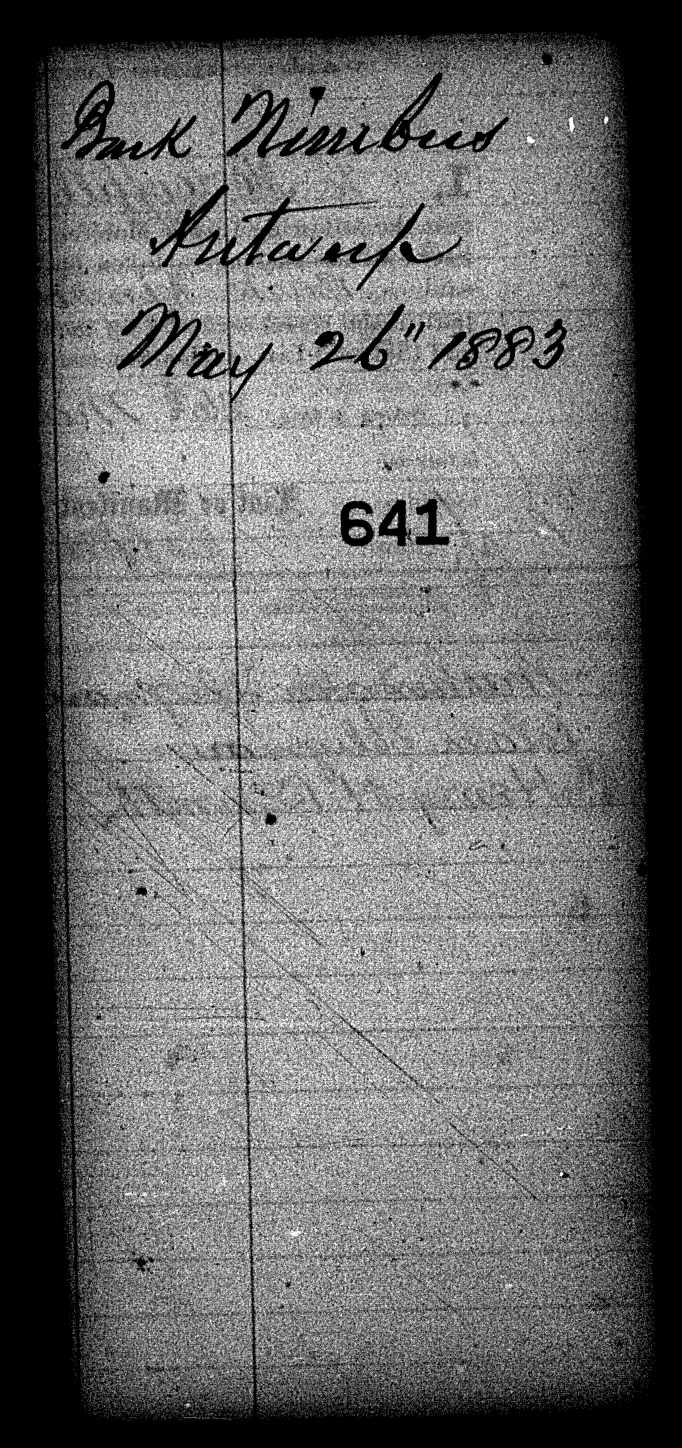 Bark Nimbus
Antwerp
May 26" 1883
641